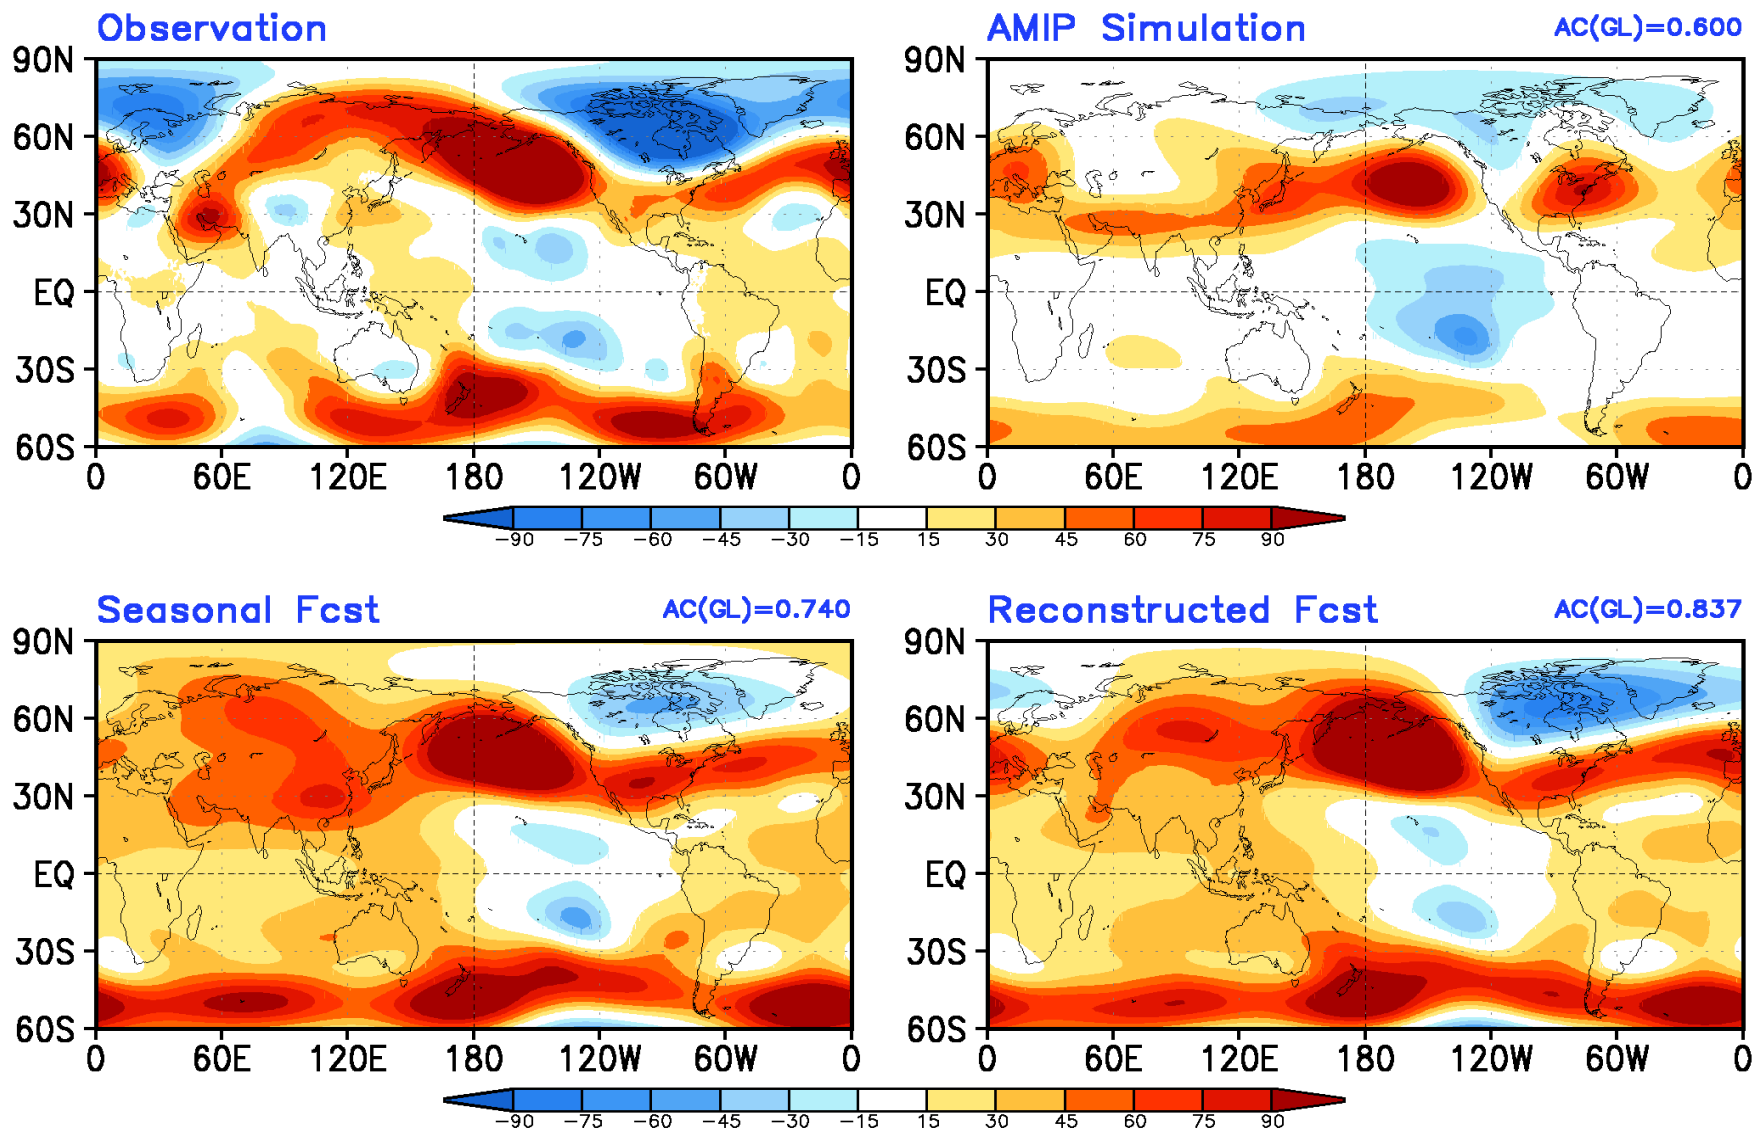 Observation
AMIP Simulation AC(GL)=0.600
90N 90N
60N 60N
30N 30N
EQ EQ
30S 30S
60S 60S
0 60E 120E 180 120W 60W 0 0 60E 120E 180 120W 60W 0
−90 −75 −60 −45 −30 −15 15 30 45 60 75 90
Seasonal Fcst AC(GL)=0.740
Reconstructed Fcst AC(GL)=0.837
90N 90N
60N 60N
30N 30N
EQ EQ
30S 30S
60S 60S
0 60E 120E 180 120W 60W 0 0 60E 120E 180 120W 60W 0
−90 −75 −60 −45 −30 −15 15 30 45 60 75 90